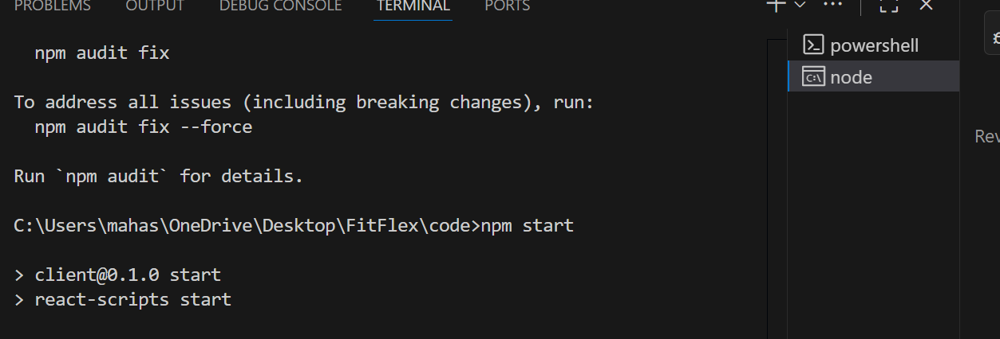 PROBLEMS OUTPUT DEBUG CONSOLE TERMINAL PORTS
powershell
node
npm audit fix
To address all issues (including breaking changes), run:
npm audit fix --force
Run `npm audit` for details.
C:\Users\mahas\OneDrive\Desktop\FitFlex\code>npm start
> client@0.1.0 start
> react-scripts start
Rev